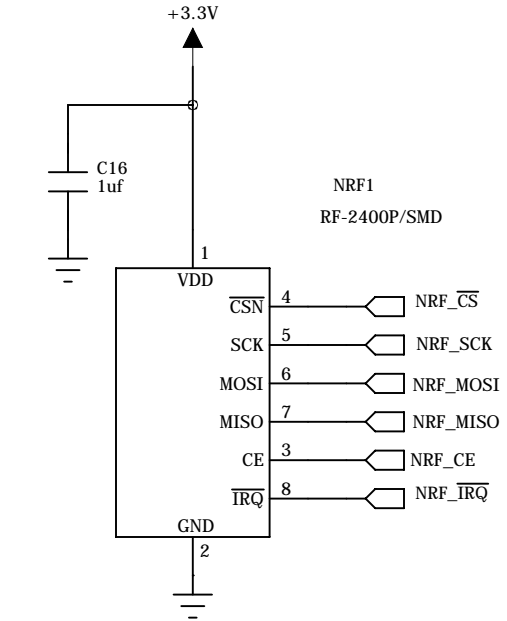 +3.3V
C16
1uf
NRF1
RF-2400P/SMD
1
VDD
CSN 4 NRF_CS
SCK 5 NRF_SCK
MOSI 6 NRF_MOSI
MISO 7 NRF_MISO
CE 3 NRF_CE
IRQ 8 NRF_IRQ
GND
2